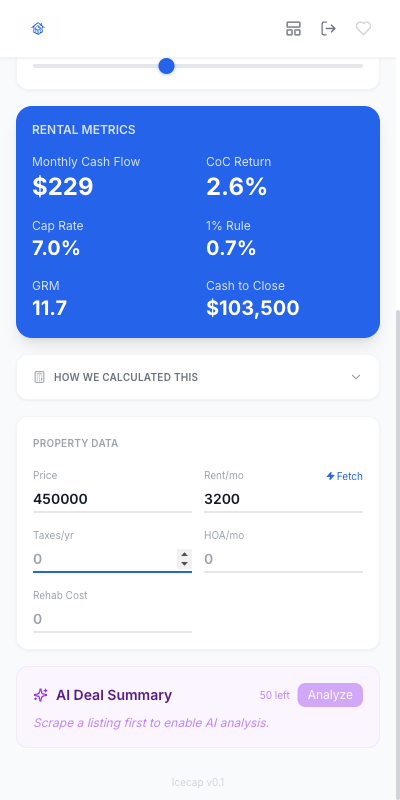 RENTAL METRICS
Monthly Cash Flow CoC Return
$229 2.6%
Cap Rate 1% Rule
7.0% 0.7%
GRM Cash to Close
11.7 $103,500
HOW WE CALCULATED THIS
PROPERTY DATA
Price Rent/mo Fetch
450000 3200
Taxes/yr HOA/mo
0 0
Rehab Cost
0
AI Deal Summary 50 left Analyze
Scrape a listing first to enable AI analysis.
Icecap v0.1